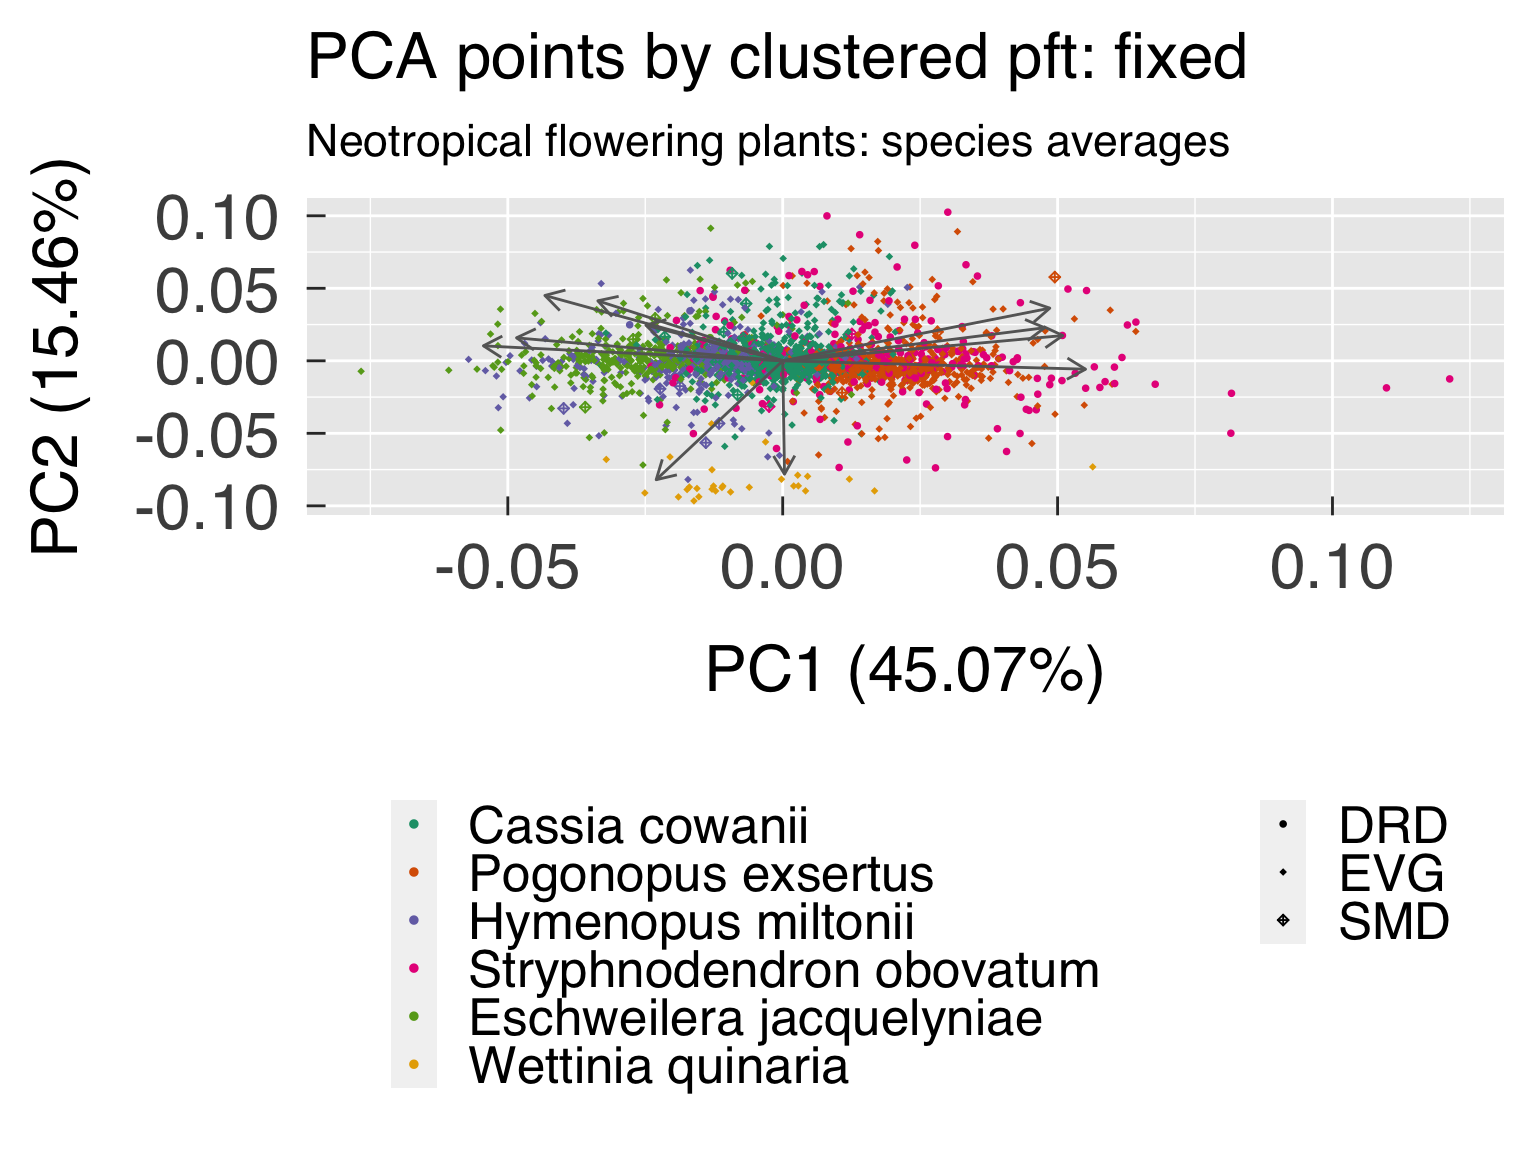 PCA points by clustered pft: fixed
Neotropical flowering plants: species averages
PC2 (15.46%)
0.10
0.05
0.00
-0.05
-0.10
-0.05 0.00 0.05 0.10
PC1 (45.07%)
Cassia cowanii
Pogonopus exsertus
Hymenopus miltonii
Stryphnodendron obovatum
Eschweilera jacquelyniae
Wettinia quinaria
DRD
EVG
SMD